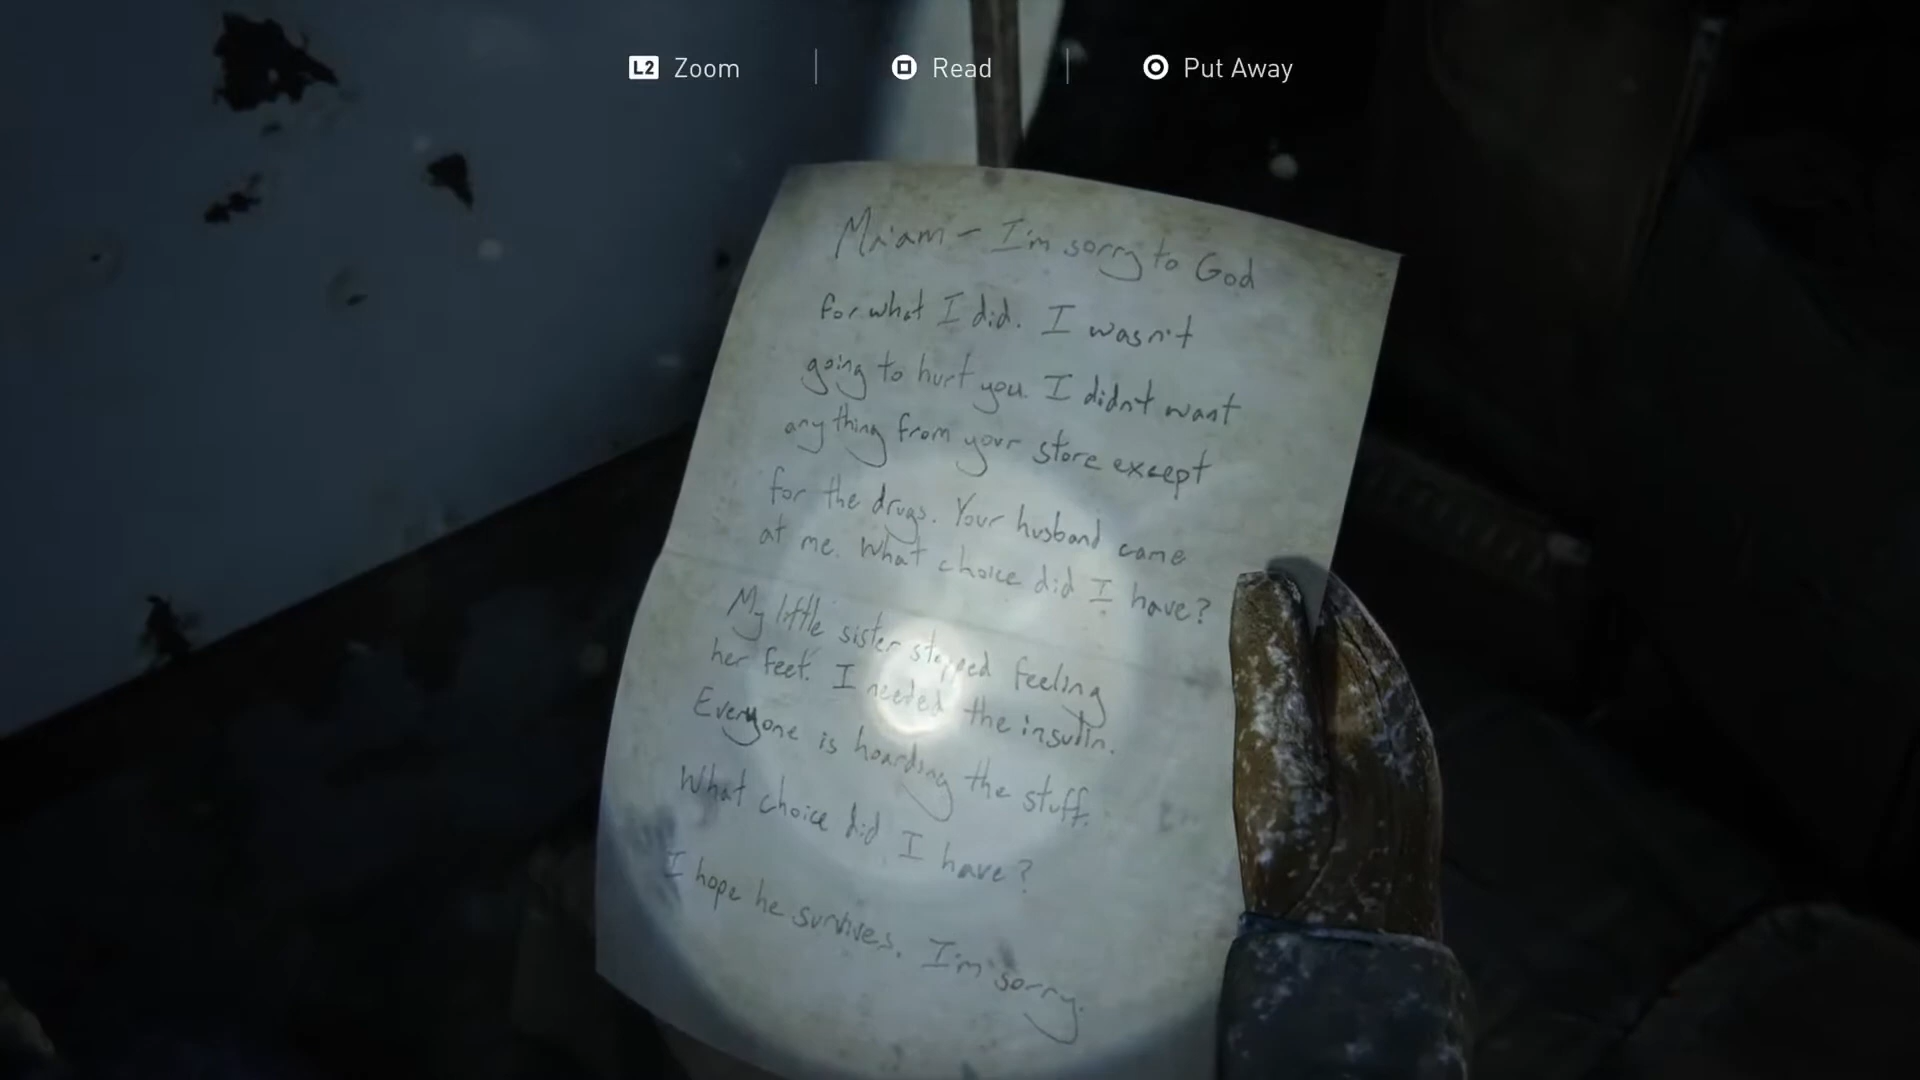 L2 Zoom | Read | Put Away
Ma'am - I'm sorry to God
for what I did. I wasn't
going to hurt you. I didn't want
anything from your store except
for the drugs. Your husband came
at me. What choice did I have?
My little sister stopped feeling
her feet. I needed the insulin.
Everyone is hoarding the stuff.
What choice did I have?
I hope he survives. I'm sorry.